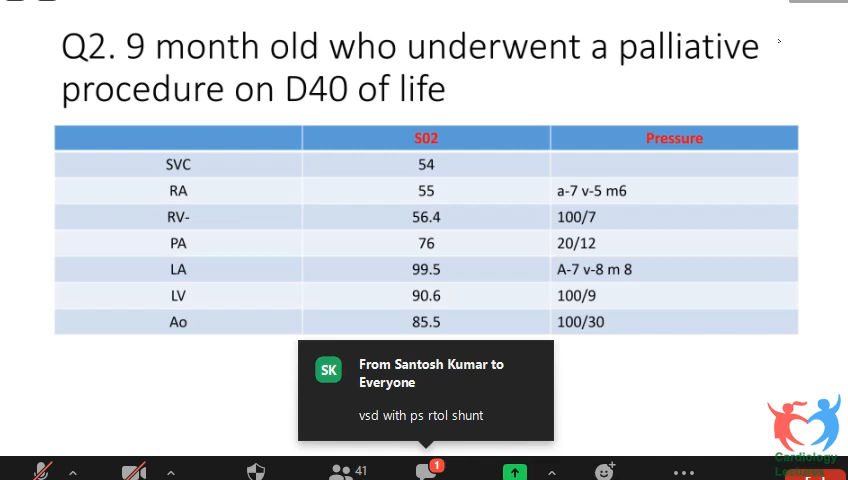 Q2. 9 month old who underwent a palliative
procedure on D40 of life
S02 Pressure
SVC 54
RA 55 a-7 v-5 m6
RV- 56.4 100/7
PA 76 20/12
LA 99.5 A-7 v-8 m 8
LV 90.6 100/9
Ao 85.5 100/30
SK From Santosh Kumar to
Everyone
vsd with ps rtol shunt
Cardiology
Lectures
41 1